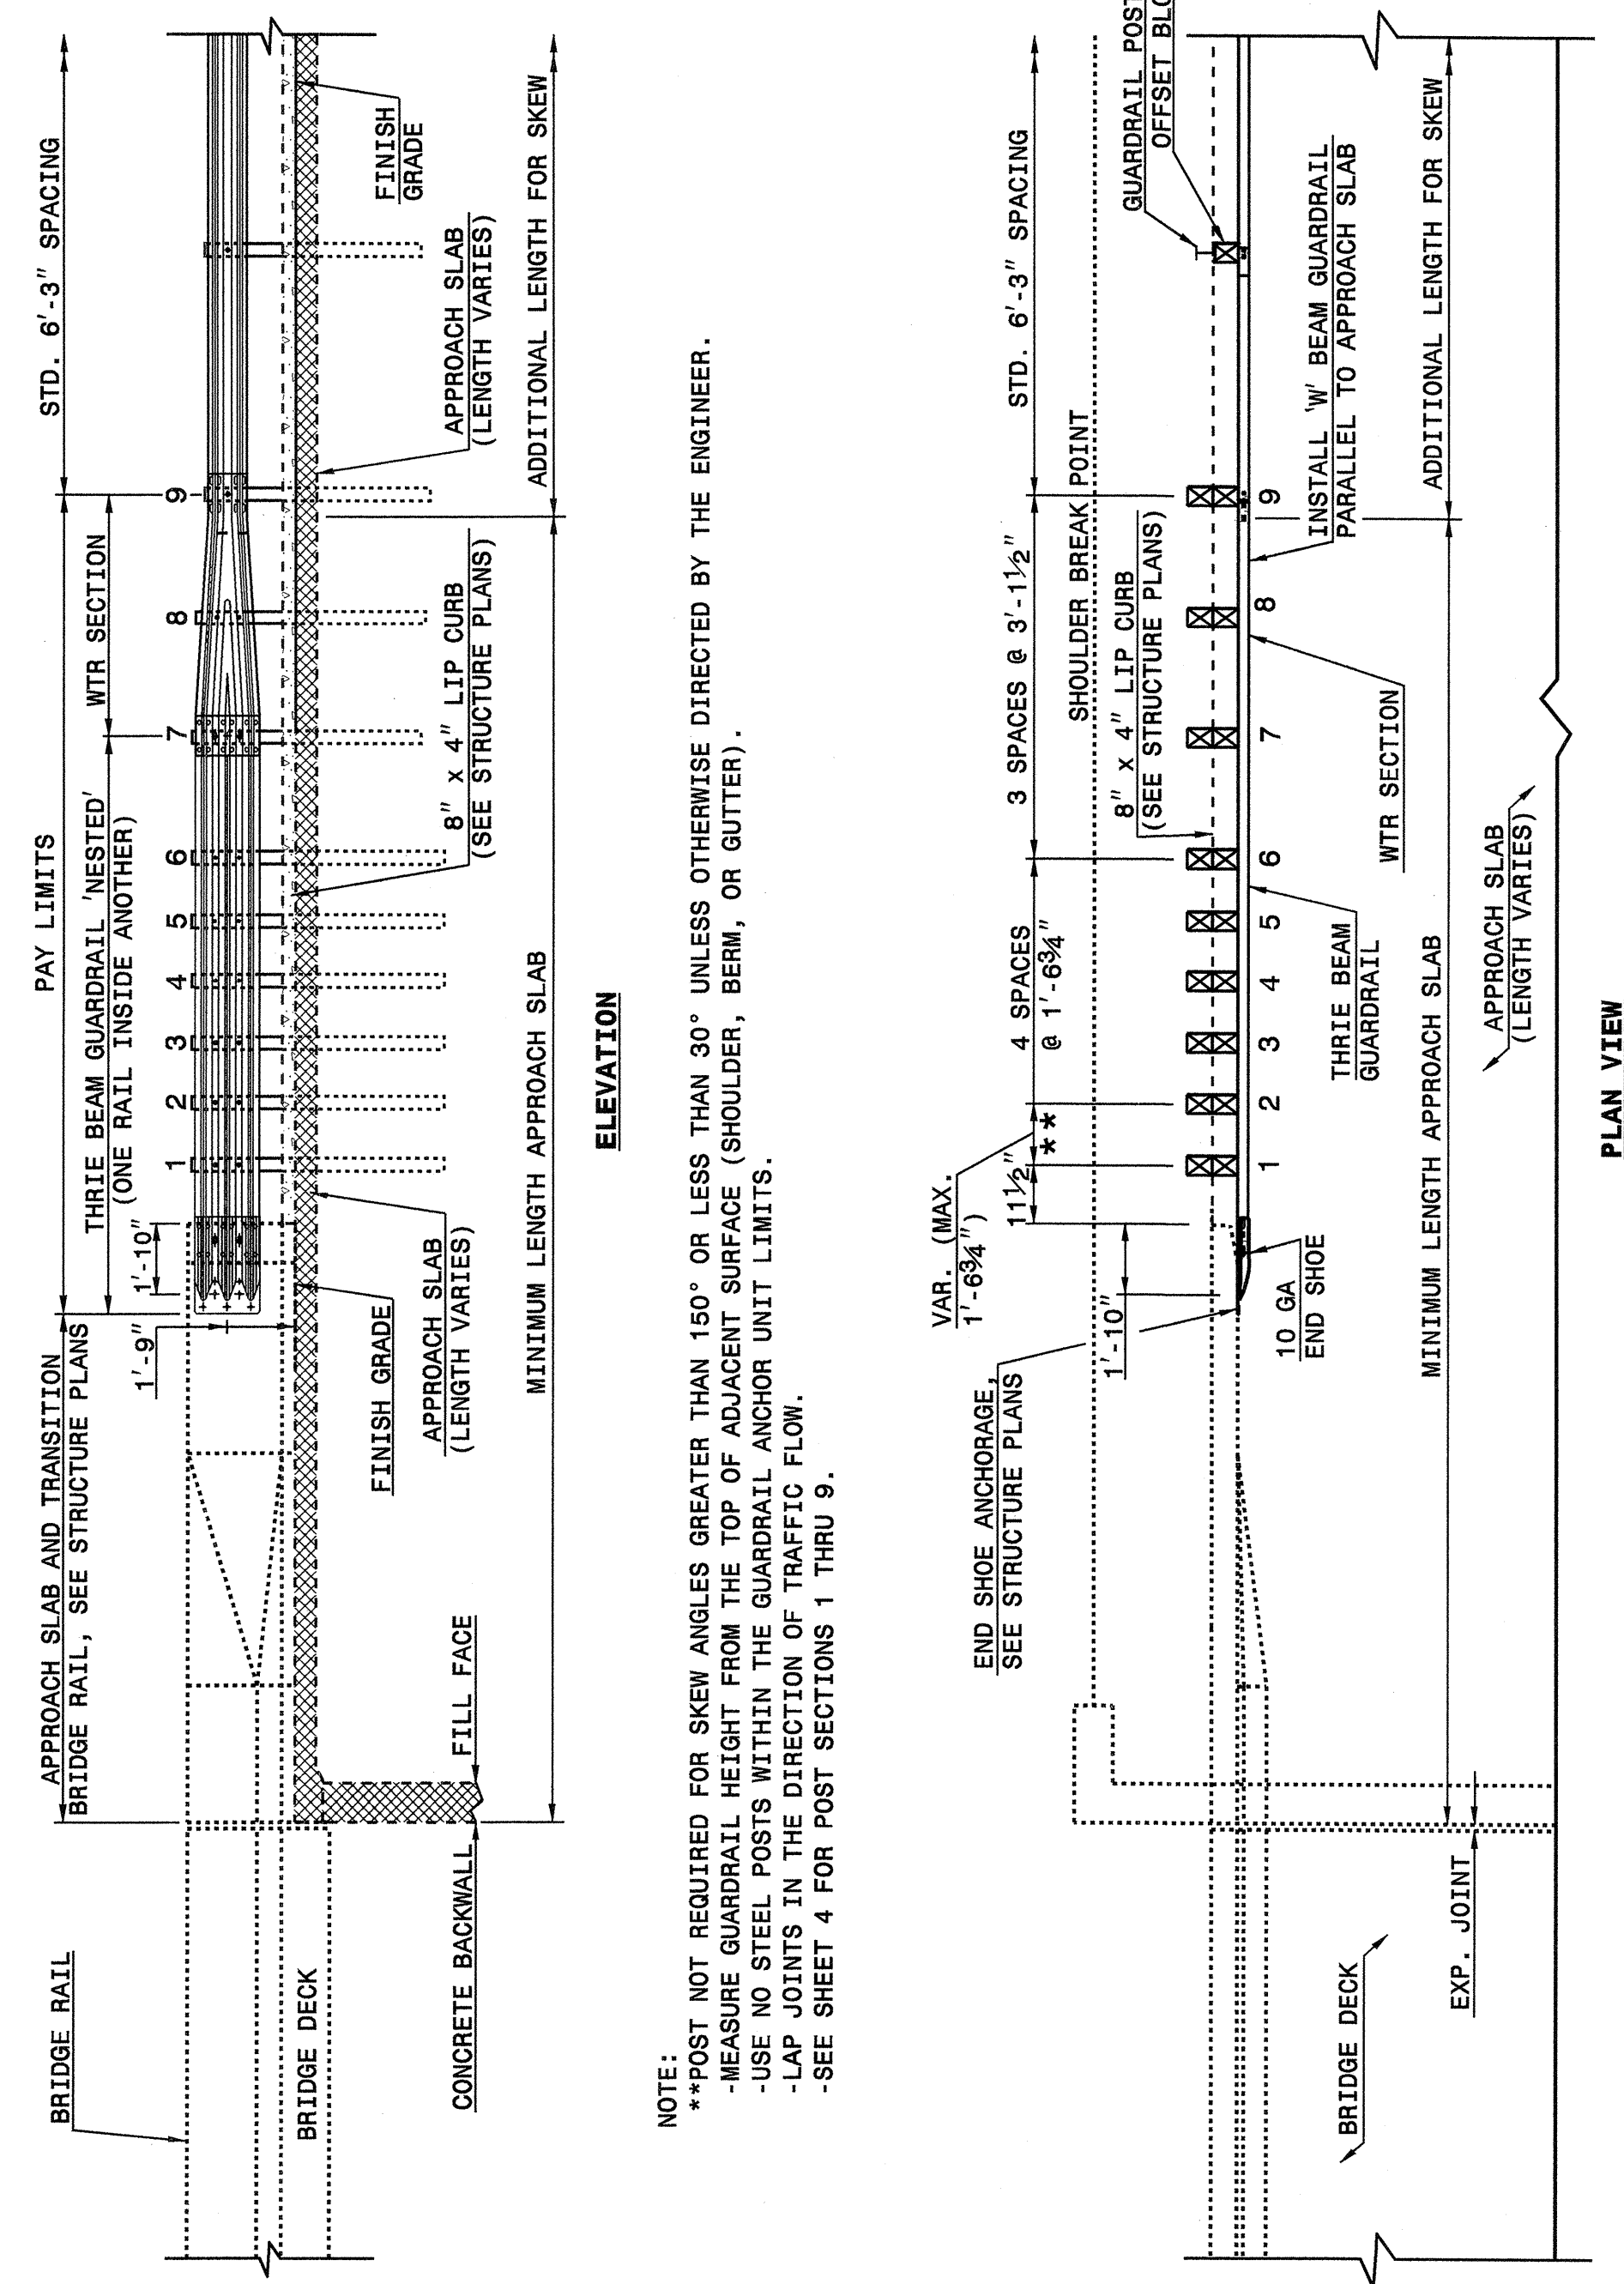 APPROACH SLAB AND TRANSITION
BRIDGE RAIL, SEE STRUCTURE PLANS
PAY LIMITS
STD. 6'-3" SPACING
THRIE BEAM GUARDRAIL 'NESTED'
(ONE RAIL INSIDE ANOTHER)
WTR SECTION
BRIDGE RAIL
1'-9"
1'-10"
1
2
3
4
5
6
7
8
9
BRIDGE DECK
FINISH GRADE
APPROACH SLAB
(LENGTH VARIES)
8" x 4" LIP CURB
(SEE STRUCTURE PLANS)
APPROACH SLAB
(LENGTH VARIES)
FINISH
GRADE
CONCRETE BACKWALL
FILL FACE
MINIMUM LENGTH APPROACH SLAB
ADDITIONAL LENGTH FOR SKEW
ELEVATION
NOTE:
**POST NOT REQUIRED FOR SKEW ANGLES GREATER THAN 150° OR LESS THAN 30° UNLESS OTHERWISE DIRECTED BY THE ENGINEER.
-MEASURE GUARDRAIL HEIGHT FROM THE TOP OF ADJACENT SURFACE (SHOULDER, BERM, OR GUTTER).
-USE NO STEEL POSTS WITHIN THE GUARDRAIL ANCHOR UNIT LIMITS.
-LAP JOINTS IN THE DIRECTION OF TRAFFIC FLOW.
-SEE SHEET 4 FOR POST SECTIONS 1 THRU 9.
END SHOE ANCHORAGE,
SEE STRUCTURE PLANS
VAR. (MAX.
1'-6¾")
11½"
**
4 SPACES
@ 1'-6¾"
3 SPACES @ 3'-1½"
STD. 6'-3" SPACING
1'-10"
SHOULDER BREAK POINT
8" x 4" LIP CURB
(SEE STRUCTURE PLANS)
GUARDRAIL POST
OFFSET
1
2
3
4
5
6
7
8
9
10 GA
END SHOE
THRIE BEAM
GUARDRAIL
WTR SECTION
INSTALL 'W' BEAM GUARDRAIL
PARALLEL TO APPROACH SLAB
MINIMUM LENGTH APPROACH SLAB
ADDITIONAL LENGTH FOR SKEW
BRIDGE DECK
EXP. JOINT
APPROACH SLAB
(LENGTH VARIES)
PLAN VIEW